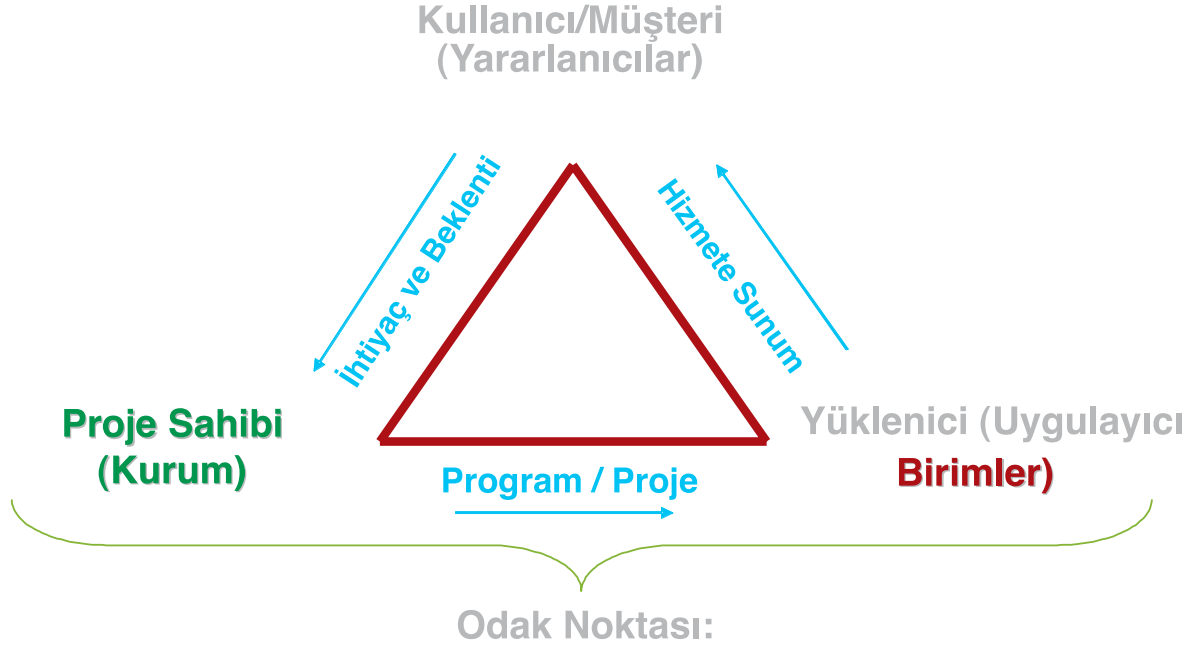 Kullanıcı/Müşteri
(Yararlanıcılar)
İhtiyaç ve Beklenti
Hizmete Sunum
Proje Sahibi
(Kurum)
Yüklenici (Uygulayıcı
Birimler)
Program / Proje
Odak Noktası: